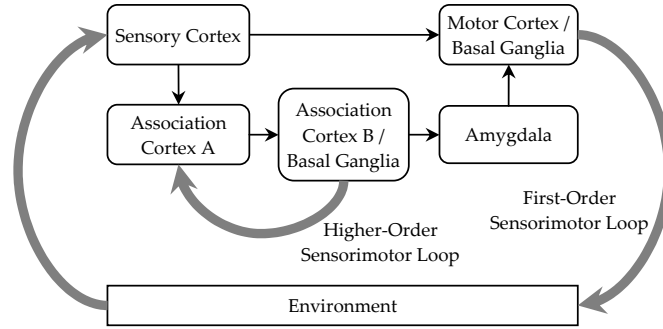 Sensory Cortex
Motor Cortex /
Basal Ganglia
Association
Cortex A
Association
Cortex B /
Basal Ganglia
Amygdala
First-Order
Sensorimotor Loop
Higher-Order
Sensorimotor Loop
Environment